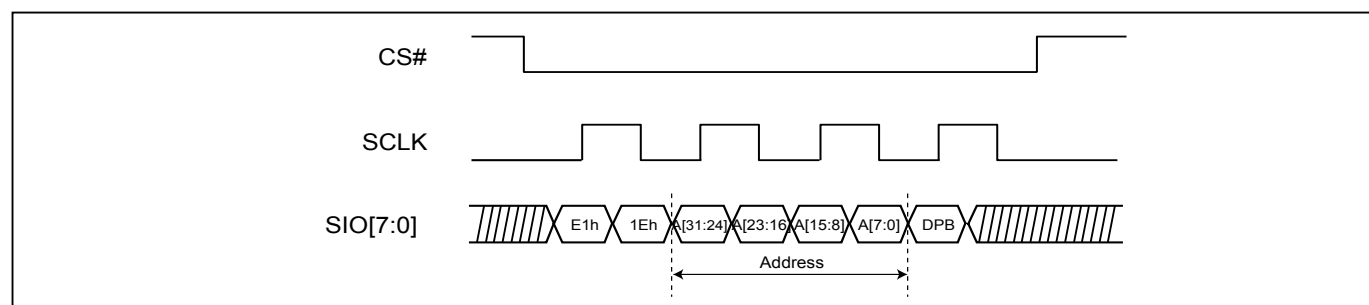 CS#
SCLK
SIO[7:0]
E1h 1Eh A[31:24] A[23:16] A[15:8] A[7:0] DPB
Address